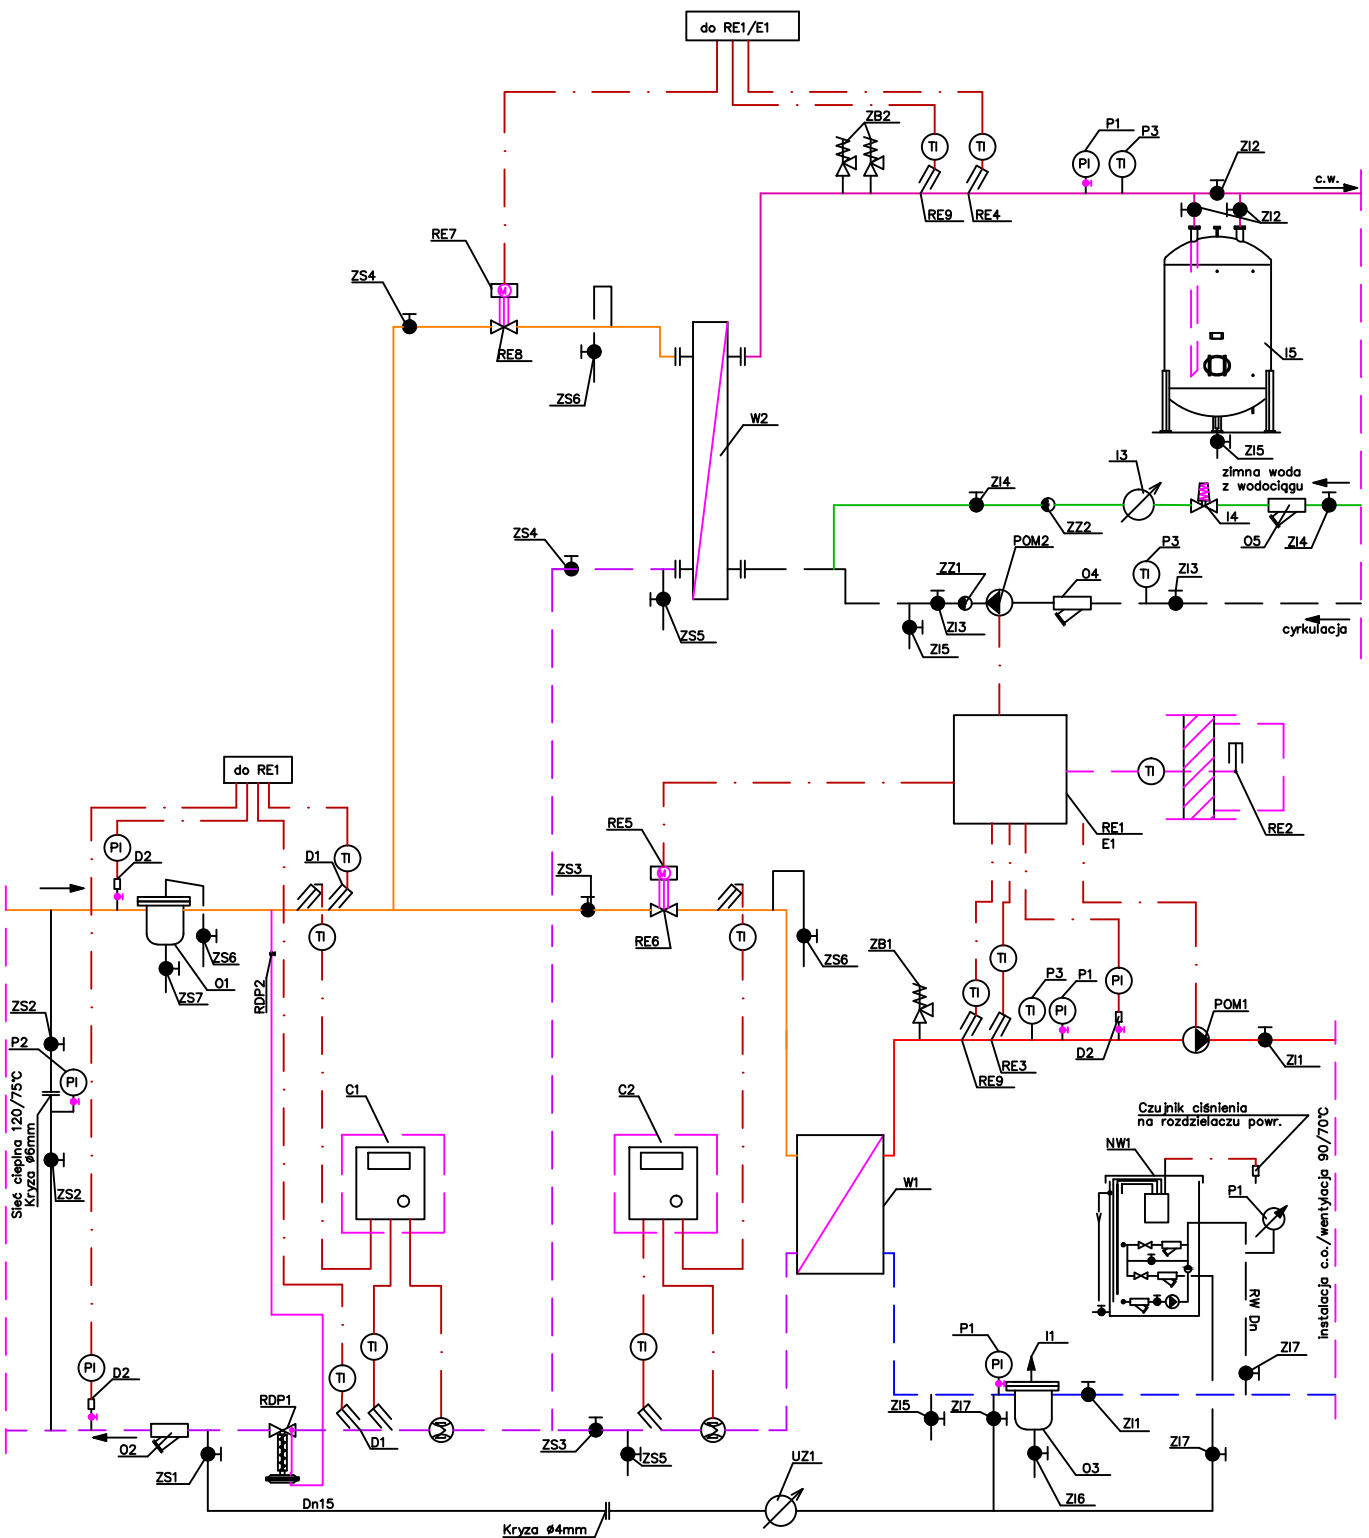 do RE1/E1
ZB2
P1
P3
ZI2
c.w.
RE9
RE4
ZI2
RE7
ZS4
M
RE8
ZS6
I5
W2
ZI5
I3
zimna woda
z wodociągu
ZI4
ZZ2
I4
O5
ZI4
ZS4
POM2
P3
ZZ1
O4
ZI3
ZS5
ZI3
ZI5
cyrkulacja
TI
TI
PI
TI
TI
do RE1
RE1
E1
TI
RE2
RE5
M
PI
D2
D1
TI
ZS3
RE6
ZS6
O1
ZS7
RDP2
TI
TI
ZS6
ZB1
TI
TI
P3
P1
TI
PI
PI
D2
POM1
RE3
RE9
ZI1
ZS2
P2
PI
Sieć cieplna 120/75°C
Kryza ø6mm
ZS2
C1
C2
W1
Czujnik ciśnienia
na rozdzielaczu powr.
NW1
P1
instalacja c.o./wentylacja 90/70°C
RW Dn
PI
D2
TI
TI
TI
P1
PI
I1
ZI7
RDP1
O2
ZS1
D1
ZS3
ZS5
ZI5
ZI7
ZI1
O3
ZI6
ZI7
UZ1
Dn15
Kryza ø4mm